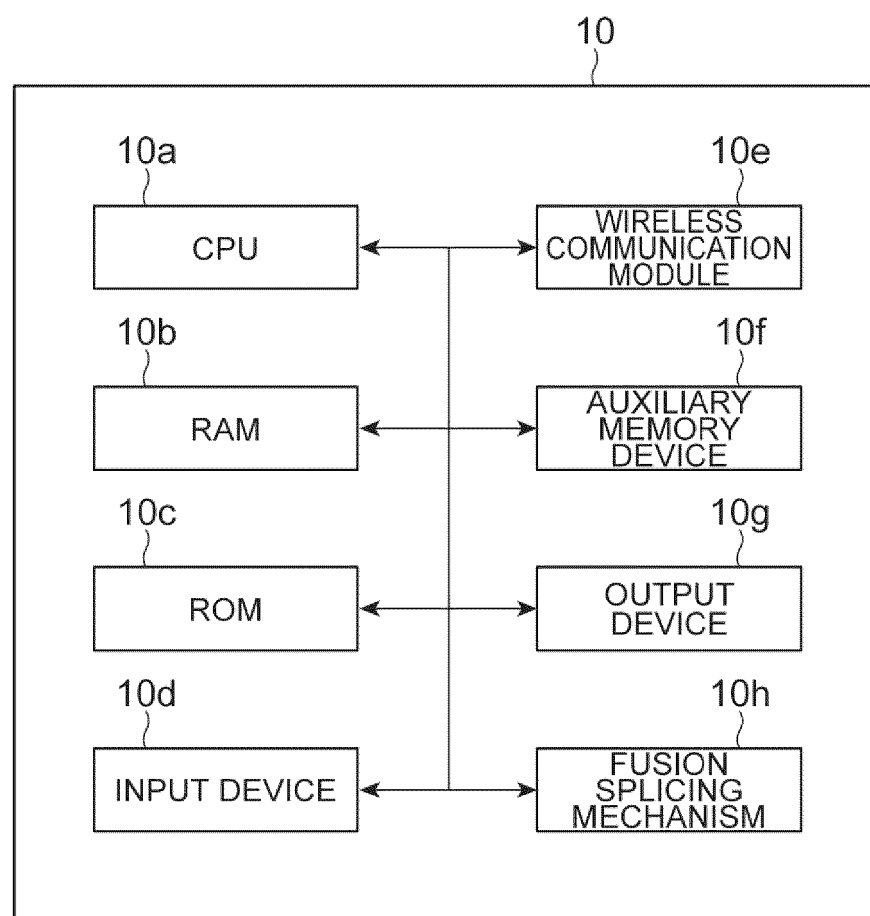 10
10a
10e
CPU
WIRELESS
COMMUNICATION
MODULE
10b
10f
RAM
AUXILIARY
MEMORY
DEVICE
10c
10g
ROM
OUTPUT
DEVICE
10d
10h
INPUT DEVICE
FUSION
SPLICING
MECHANISM